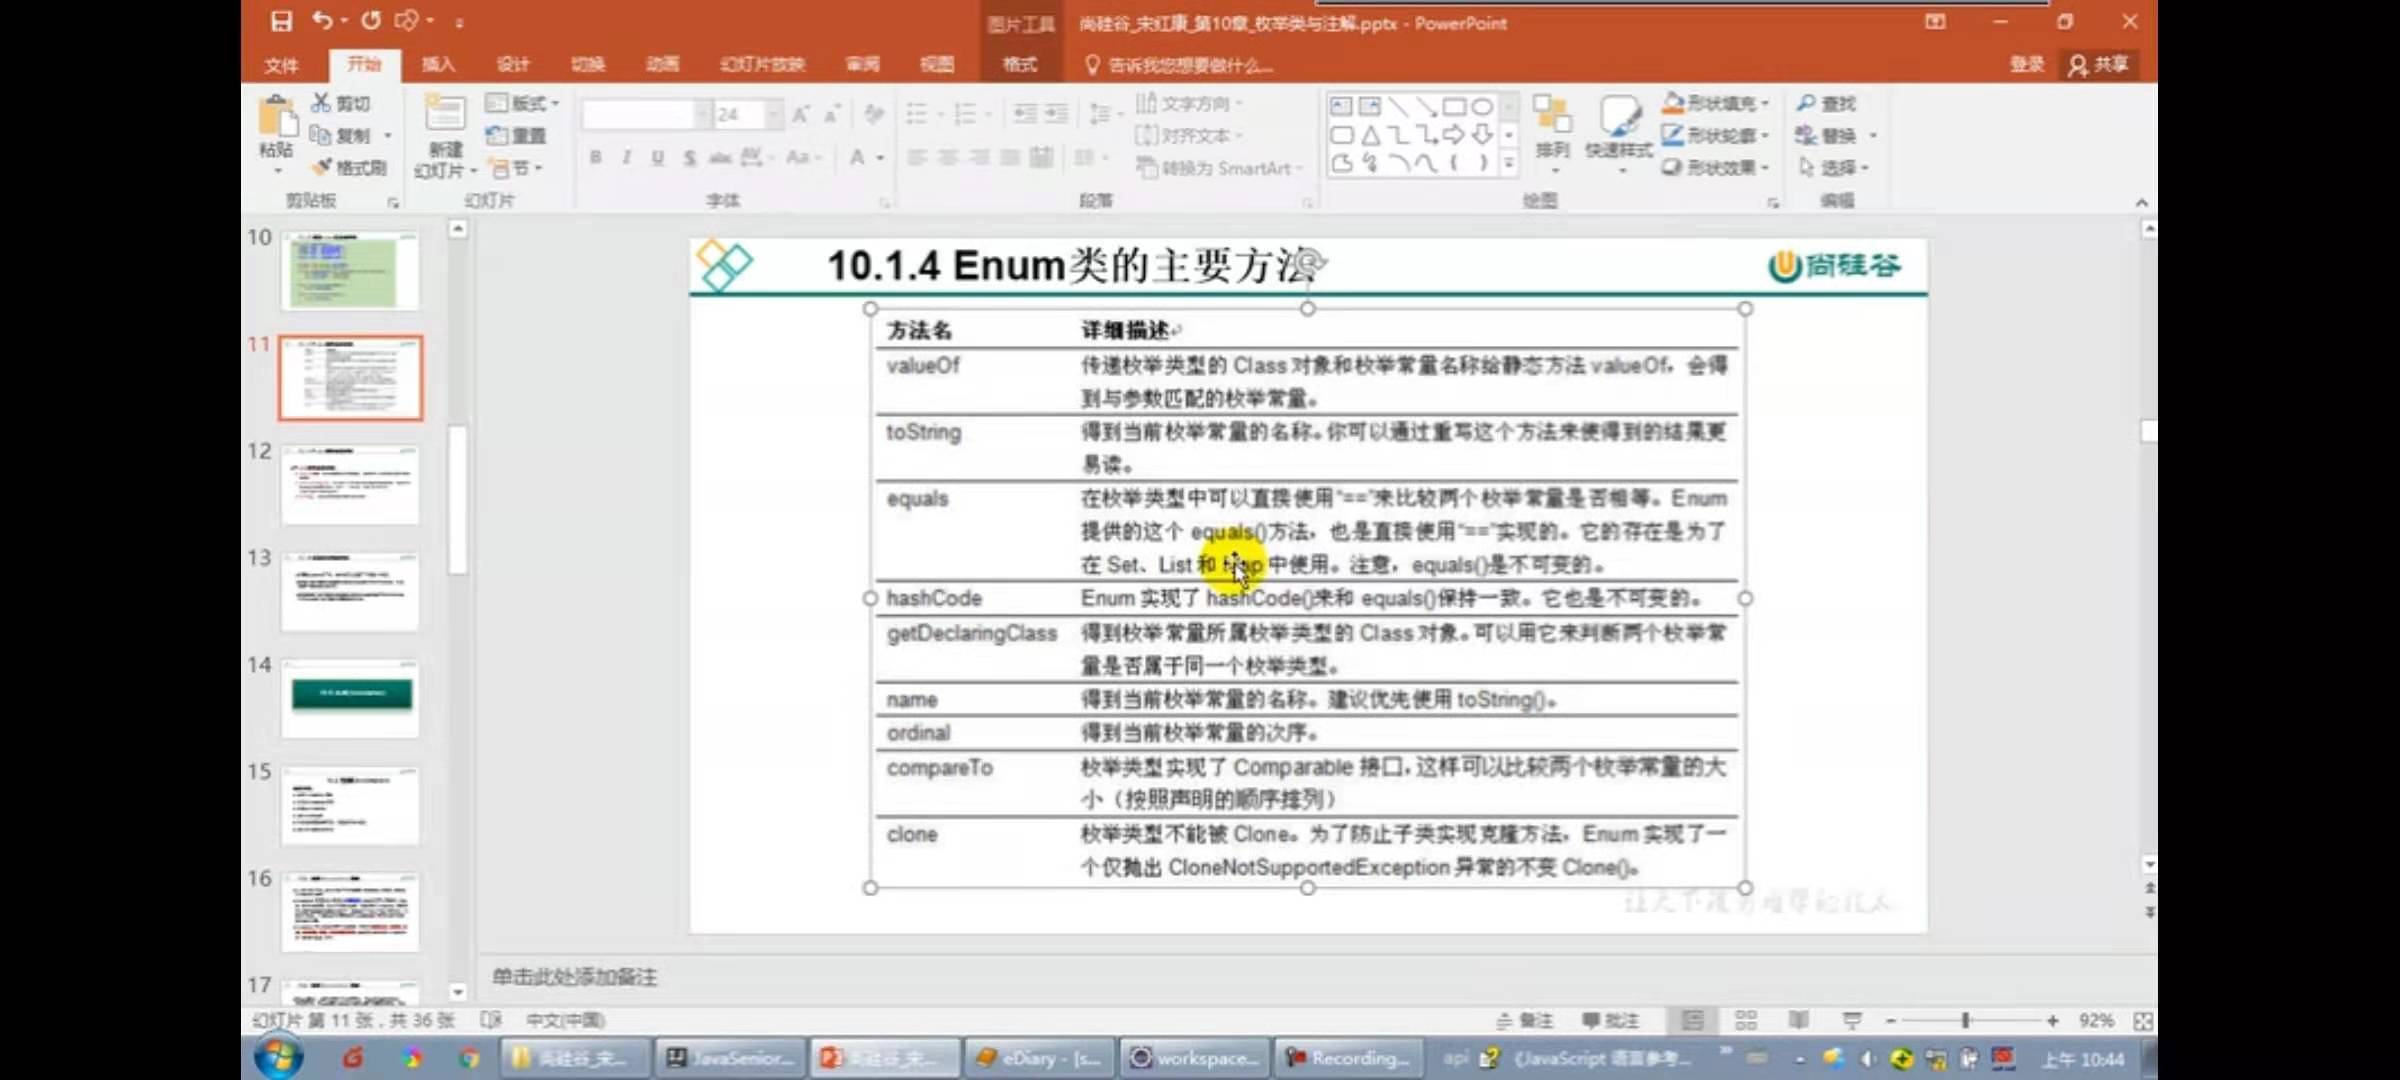 图片工具
尚硅谷_宋红康_第10章_枚举类与注解.pptx - PowerPoint
文件 开始 插入 设计 切换 动画 幻灯片放映 审阅 视图 格式 告诉我您想要做什么... 登录 共享
剪切
复制
格式刷
粘贴
剪贴板
新建
幻灯片
版式
重置
节
幻灯片
24
B I U S abc AV Aa A
字体
文字方向
对齐文本
转换为 SmartArt
段落
排列
快速样式
形状填充
形状轮廓
形状效果
绘图
查找
替换
选择
编辑
10
11
12
13
14
15
16
17
10.1.4 Enum类的主要方法
尚硅谷
方法名 详细描述
valueOf 传递枚举类型的 Class 对象和枚举常量名称给静态方法 valueOf，会得
到与参数匹配的枚举常量。
toString 得到当前枚举常量的名称。你可以通过重写这个方法来使得到的结果更
易读。
equals 在枚举类型中可以直接使用“==”来比较两个枚举常量是否相等。Enum
提供的这个 equals()方法，也是直接使用“==”实现的。它的存在是为了
在 Set、List 和 Map 中使用。注意，equals()是不可变的。
hashCode Enum 实现了 hashCode()来和 equals()保持一致。它也是不可变的。
getDeclaringClass 得到枚举常量所属枚举类型的 Class 对象。可以用它来判断两个枚举常
量是否属于同一个枚举类型。
name 得到当前枚举常量的名称。建议优先使用 toString()。
ordinal 得到当前枚举常量的次序。
compareTo 枚举类型实现了 Comparable 接口，这样可以比较两个枚举常量的大
小（按照声明的顺序排列）
clone 枚举类型不能被 Clone。为了防止子类实现克隆方法，Enum 实现了一
个仅抛出 CloneNotSupportedException 异常的不变 Clone()。
让天下没有难学的技术
单击此处添加备注
幻灯片 第 11 张，共 36 张 中文(中国) 备注 批注 92%
尚硅谷_宋... JavaSenior... 尚硅谷_宋... eDiary - [s... workspace... Recording... api 《JavaScript 语言参考... 上午 10:44